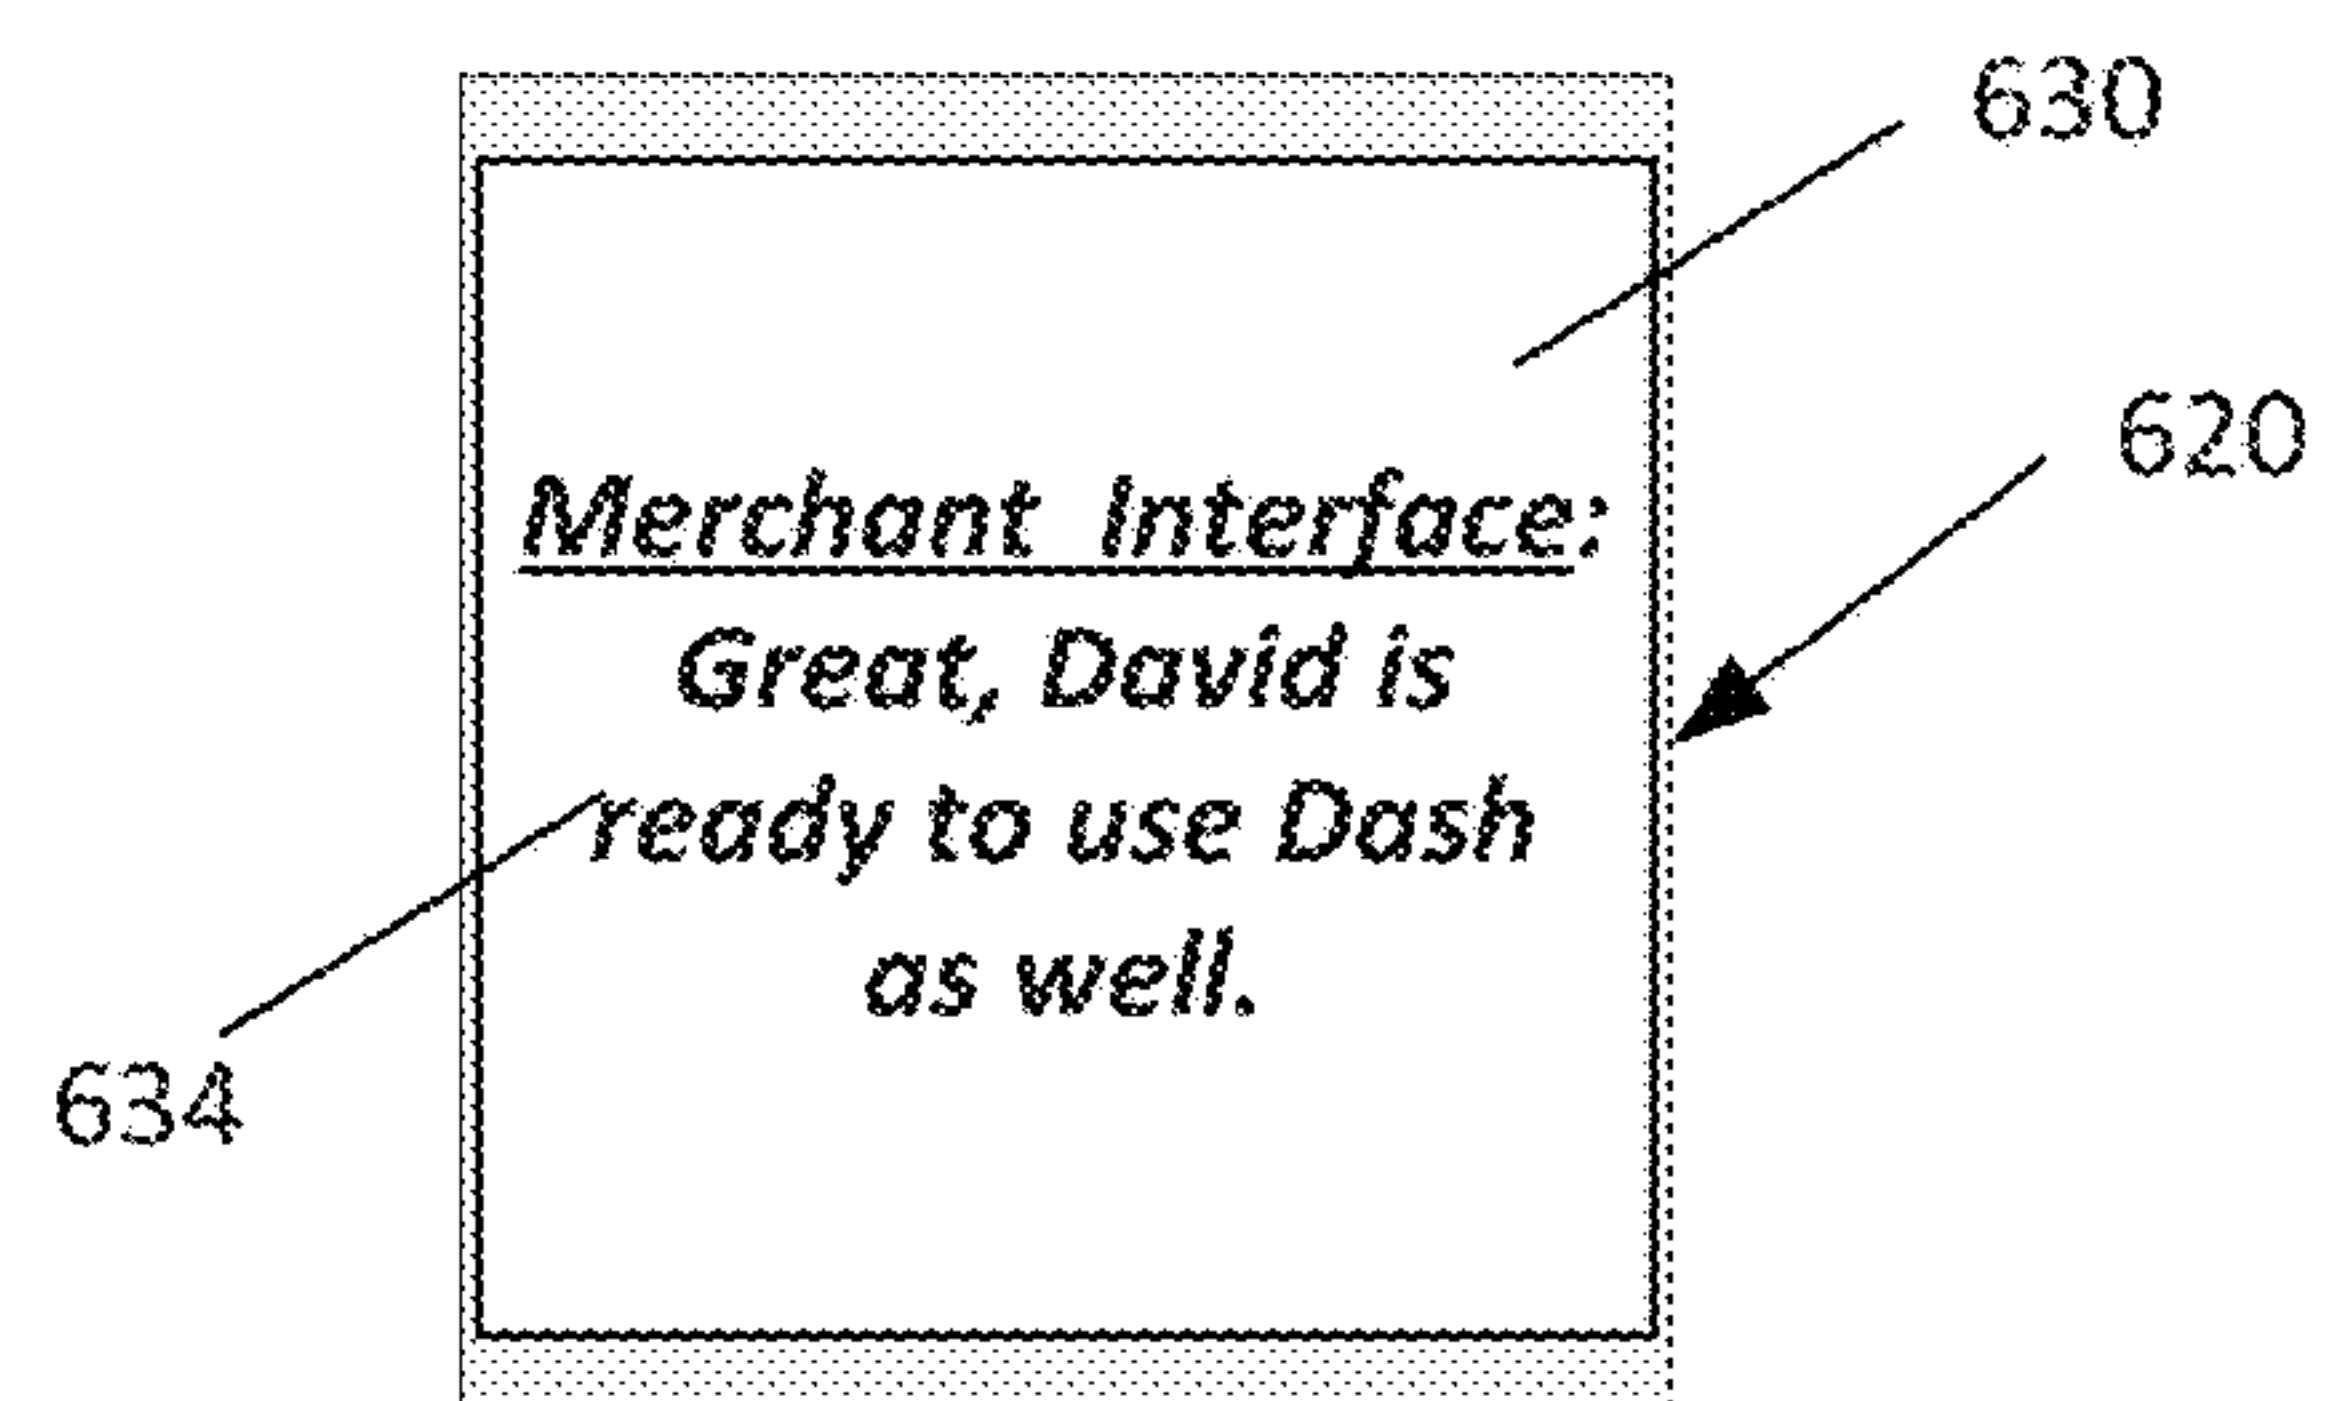 630
620
Merchant Interface:
Great, David is
ready to use Dash
as well.
634